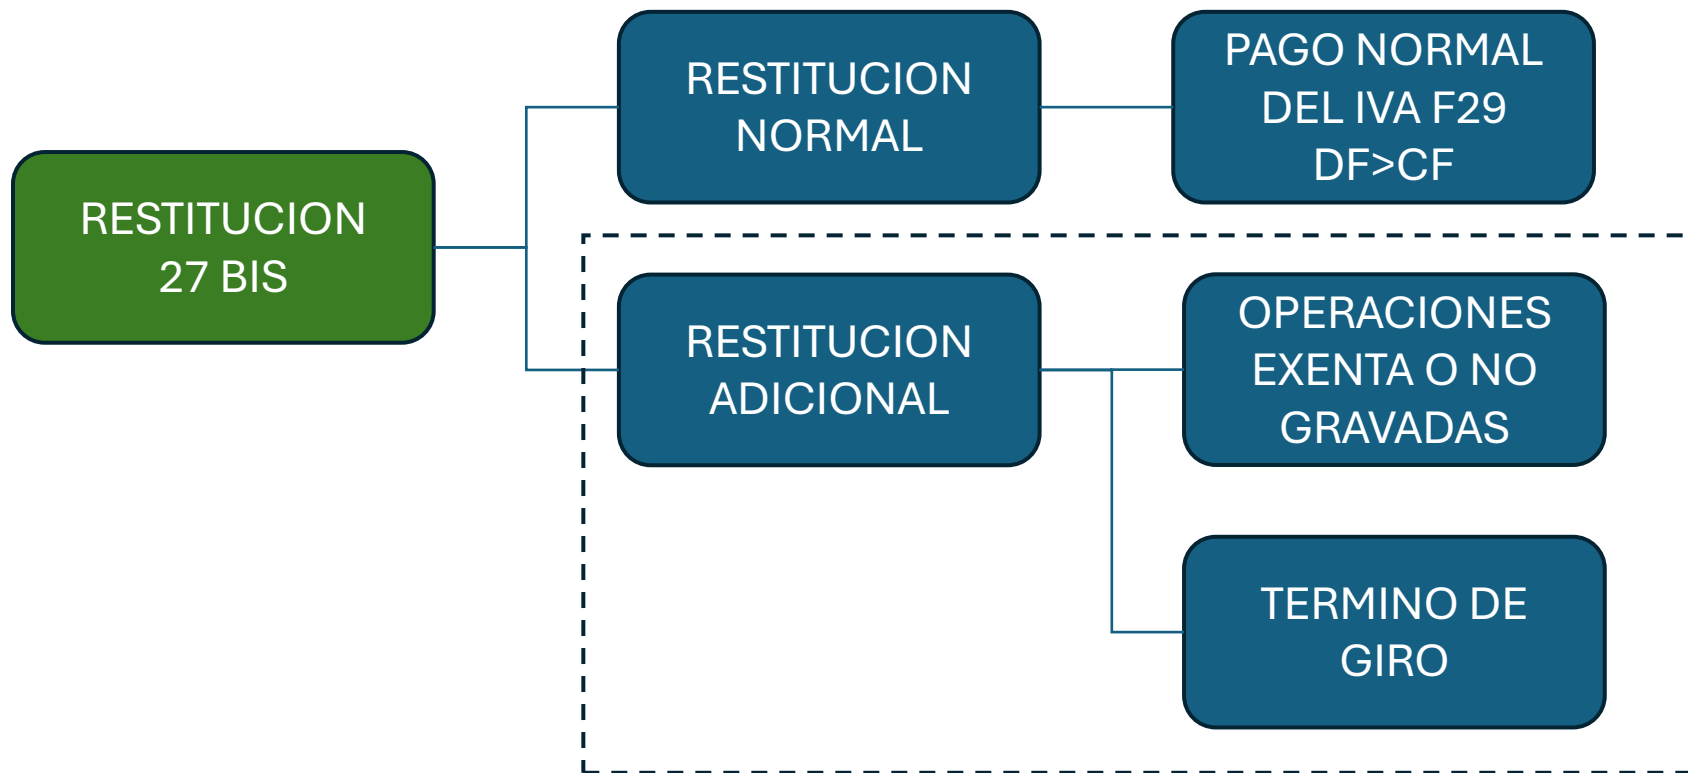 RESTITUCION
27 BIS
RESTITUCION
NORMAL
PAGO NORMAL
DEL IVA F29
DF>CF
RESTITUCION
ADICIONAL
OPERACIONES
EXENTA O NO
GRAVADAS
TERMINO DE
GIRO